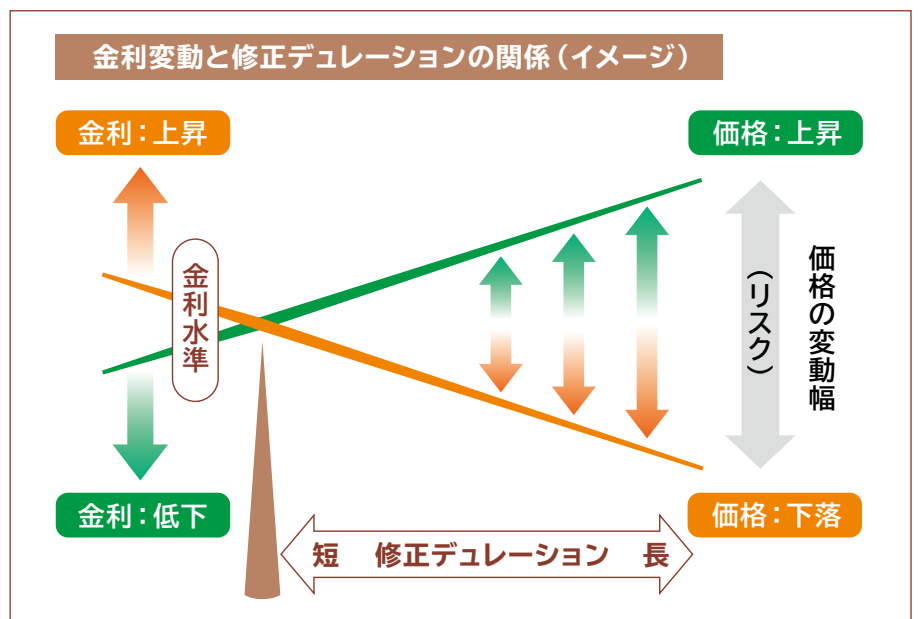 金利変動と修正デュレーションの関係（イメージ）
金利：上昇
価格：上昇
金利水準
（リスク）
価格の変動幅
金利：低下
価格：下落
短 修正デュレーション 長